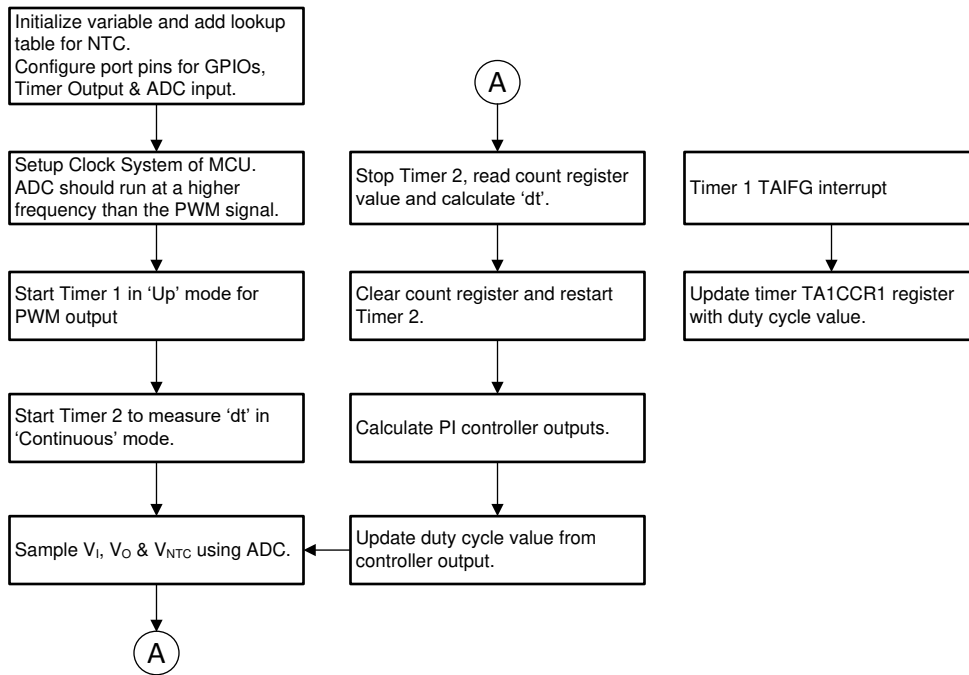 Initialize variable and add lookup
table for NTC.
Configure port pins for GPIOs,
Timer Output & ADC input.
Setup Clock System of MCU.
ADC should run at a higher
frequency than the PWM signal.
Start Timer 1 in ‘Up’ mode for
PWM output
Start Timer 2 to measure ‘dt’ in
‘Continuous’ mode.
Sample VI, VO & VNTC using ADC.
A
A
Stop Timer 2, read count register
value and calculate ‘dt’.
Clear count register and restart
Timer 2.
Calculate PI controller outputs.
Update duty cycle value from
controller output.
Timer 1 TAIFG interrupt
Update timer TA1CCR1 register
with duty cycle value.